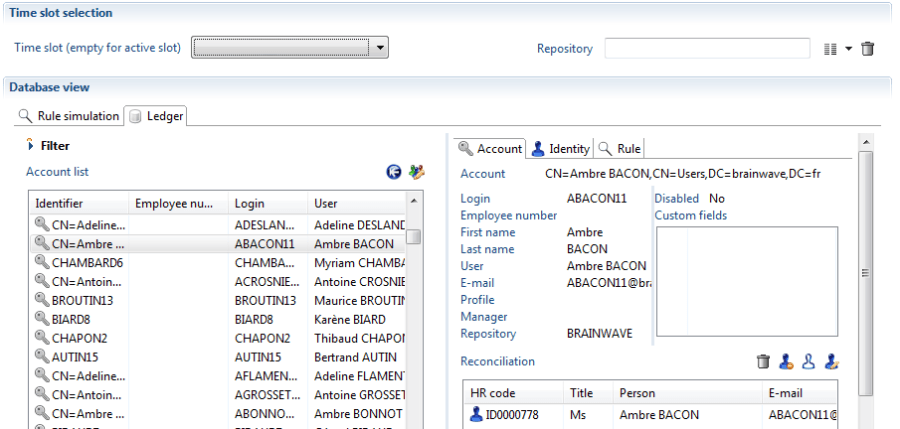 Time slot selection
Time slot (empty for active slot) Repository
Database view
Rule simulation Ledger
Filter
Account list
Identifier Employee nu... Login User
CN=Adeline... ADESLAN... Adeline DESLAND
CN=Ambre ... ABACON11 Ambre BACON
CHAMBARD6 CHAMBA... Myriam CHAMBA
CN=Antoin... ACROSNIE... Antoine CROSNIE
BROUTIN13 BROUTIN13 Maurice BROUTIN
BIARD8 BIARD8 Karène BIARD
CHAPON2 CHAPON2 Thibaud CHAPON
AUTIN15 AUTIN15 Bertrand AUTIN
CN=Adeline... AFLAMEN... Adeline FLAMEN
CN=Antoin... AGROSSET... Antoine GROSSET
CN=Ambre ... ABONNO... Ambre BONNOT
Account Identity Rule
Account CN=Ambre BACON,CN=Users,DC=brainwave,DC=fr
Login ABACON11 Disabled No
Employee number Custom fields
First name Ambre
Last name BACON
User Ambre BACON
E-mail ABACON11@bra
Profile
Manager
Repository BRAINWAVE
Reconciliation
HR code Title Person E-mail
ID0000778 Ms Ambre BACON ABACON11@